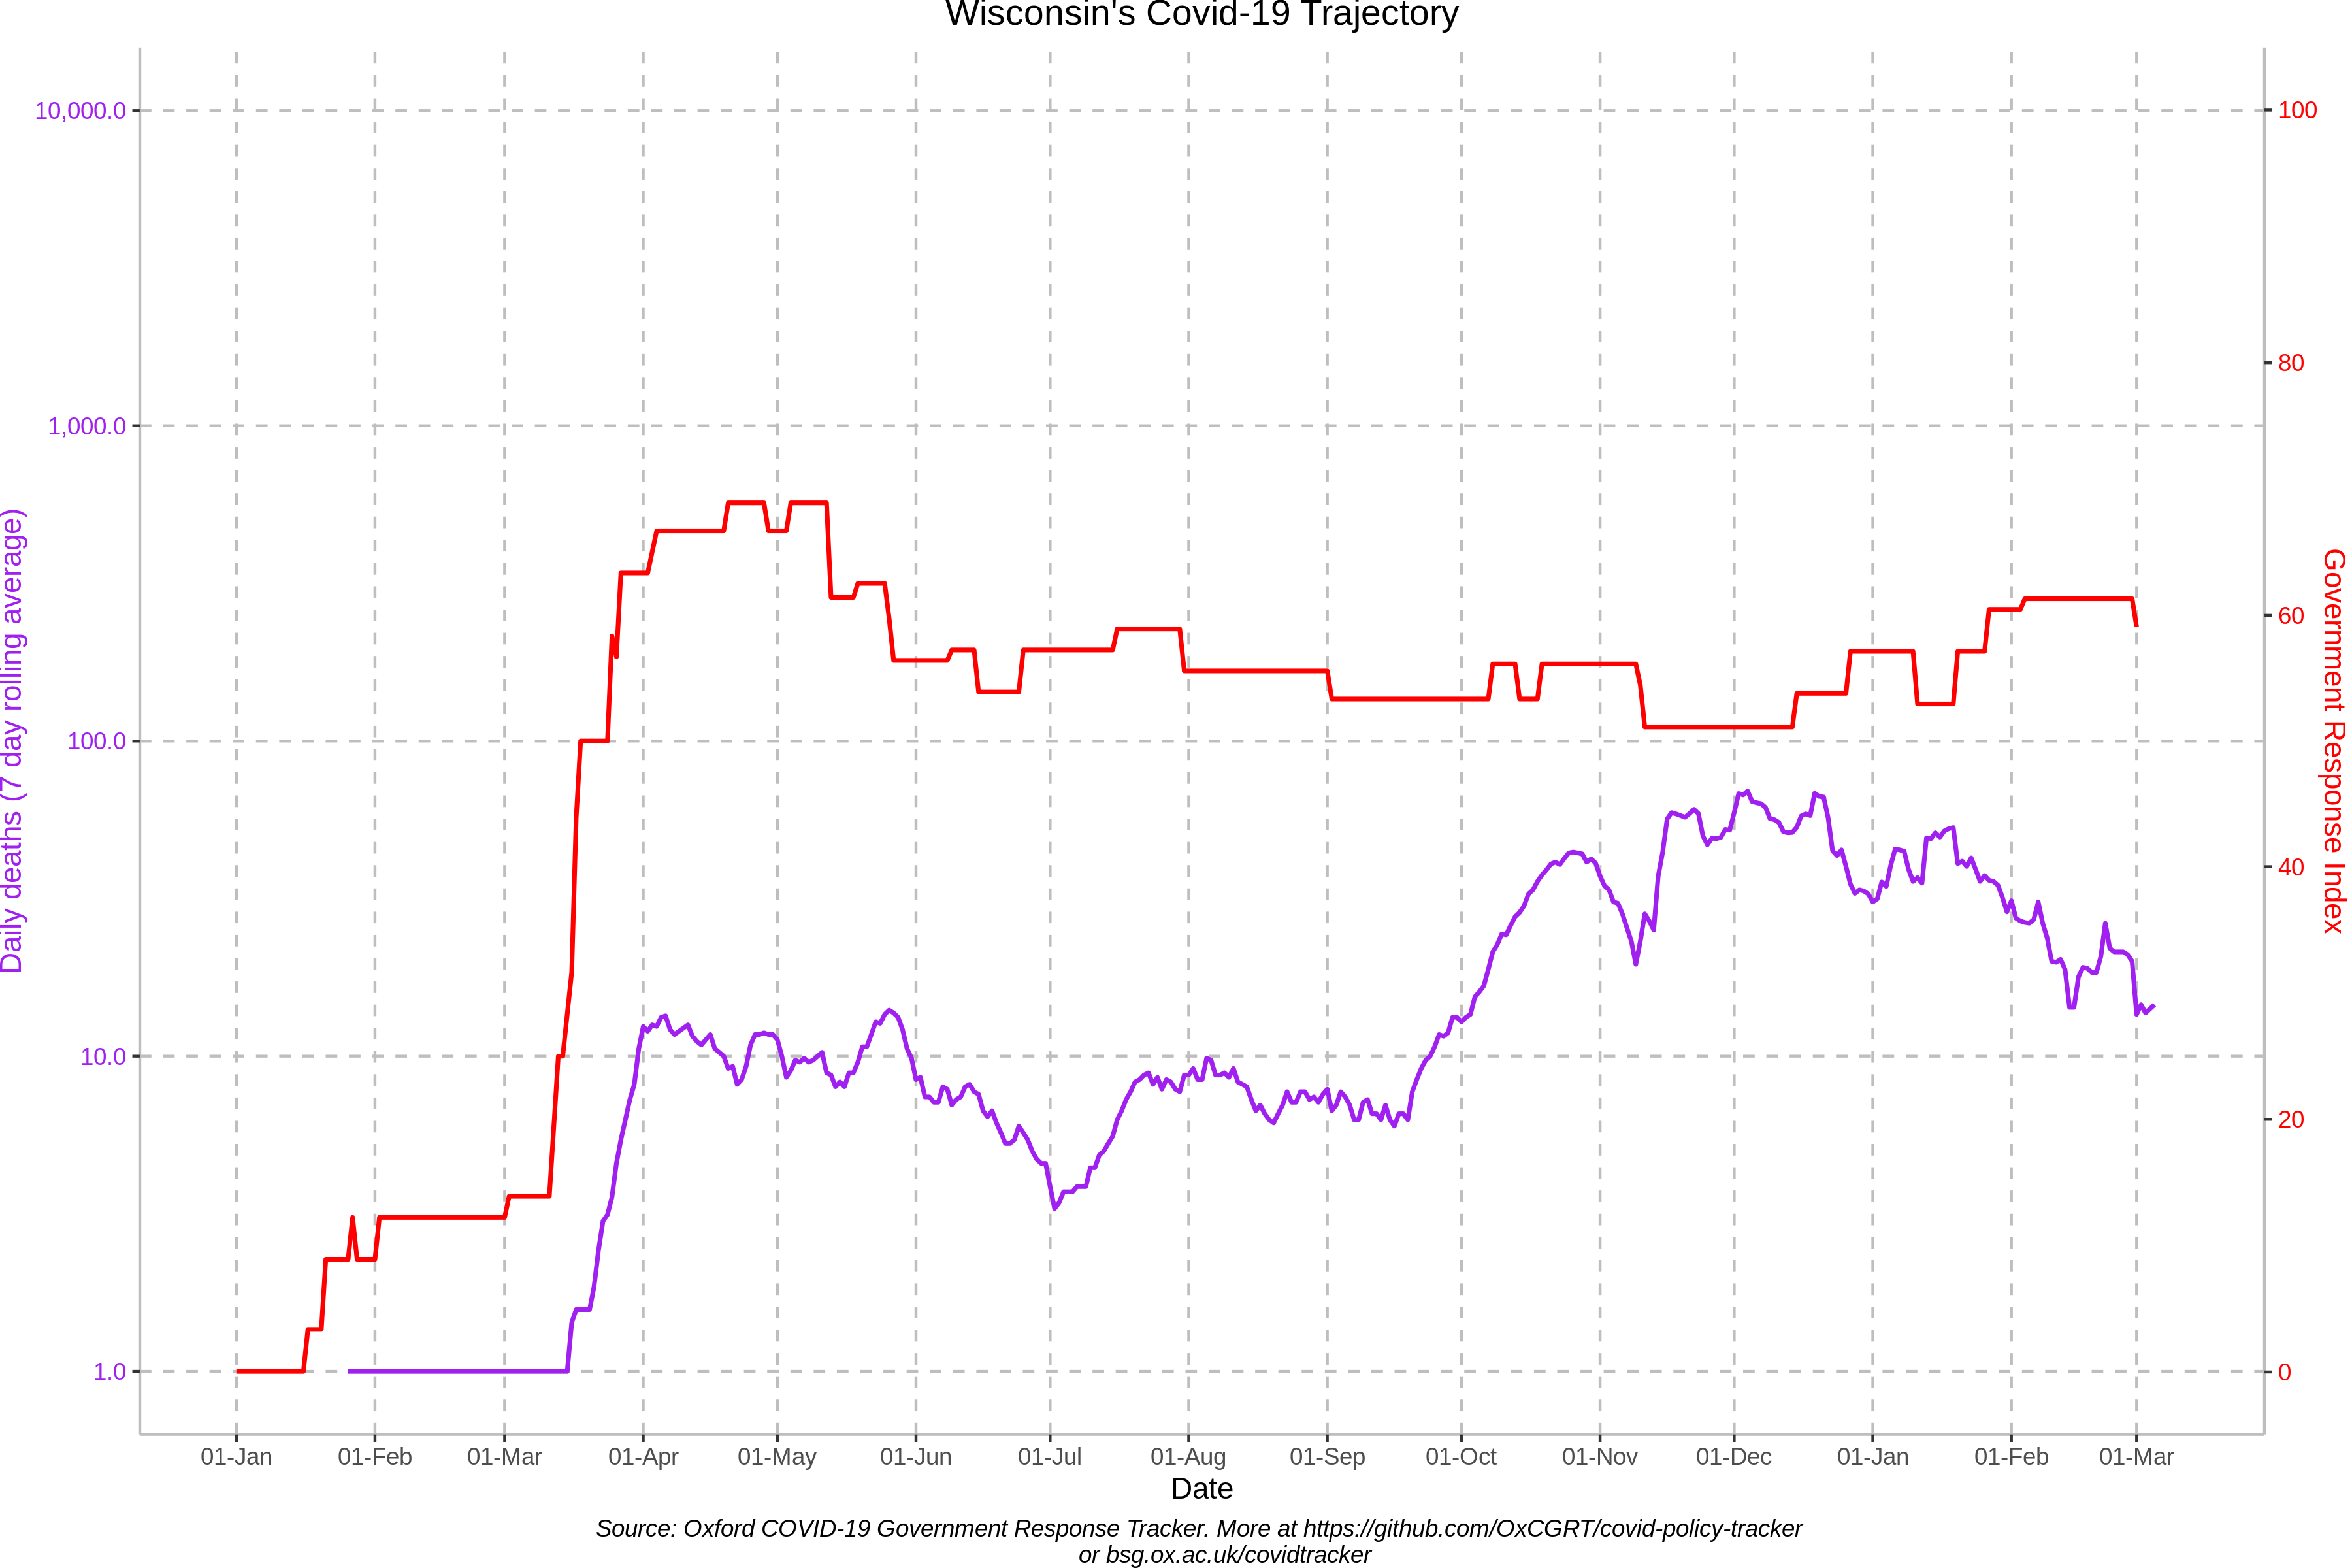 Wisconsin's Covid-19 Trajectory
10,000.0
1,000.0
100.0
10.0
1.0
Daily deaths (7 day rolling average)
100
80
60
40
20
0
Government Response Index
01-Jan 01-Feb 01-Mar 01-Apr 01-May 01-Jun 01-Jul 01-Aug 01-Sep 01-Oct 01-Nov 01-Dec 01-Jan 01-Feb 01-Mar
Date
Source: Oxford COVID-19 Government Response Tracker. More at https://github.com/OxCGRT/covid-policy-tracker
or bsg.ox.ac.uk/covidtracker